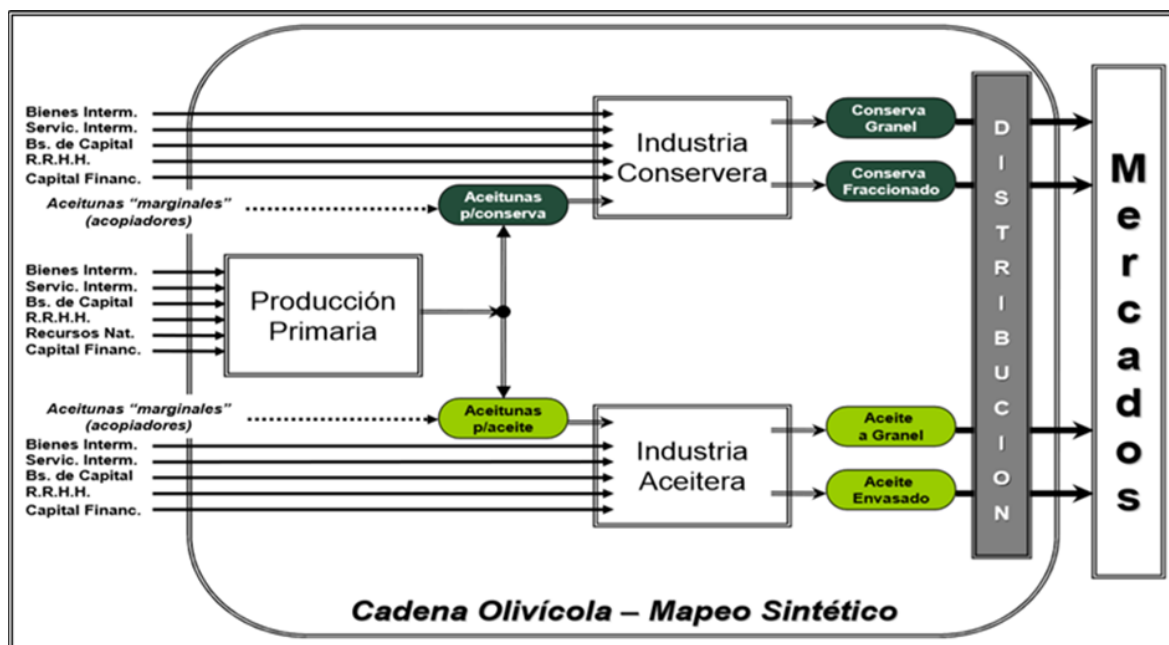 Bienes Interm.
Servic. Interm.
Bs. de Capital
R.R.H.H.
Capital Financ.
Aceitunas “marginales”
(acopiadores)
Aceitunas
p/conserva
Industria
Conservera
Conserva
Granel
Conserva
Fraccionado
Bienes Interm.
Servic. Interm.
Bs. de Capital
R.R.H.H.
Recursos Nat.
Capital Financ.
Producción
Primaria
Aceitunas “marginales”
(acopiadores)
Aceitunas
p/aceite
Bienes Interm.
Servic. Interm.
Bs. de Capital
R.R.H.H.
Capital Financ.
Industria
Aceitera
Aceite
a Granel
Aceite
Envasado
DISTRIBUCION
Mercados
Cadena Olivícola – Mapeo Sintético